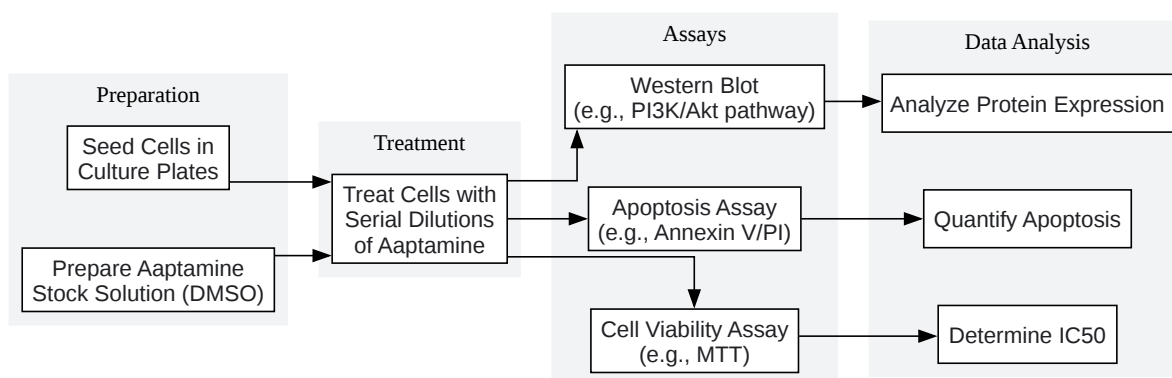 Preparation
Seed Cells in
Culture Plates
Prepare Aaptamine
Stock Solution (DMSO)
Treatment
Treat Cells with
Serial Dilutions
of Aaptamine
Assays
Western Blot
(e.g., PI3K/Akt pathway)
Apoptosis Assay
(e.g., Annexin V/PI)
Cell Viability Assay
(e.g., MTT)
Data Analysis
Analyze Protein Expression
Quantify Apoptosis
Determine IC50